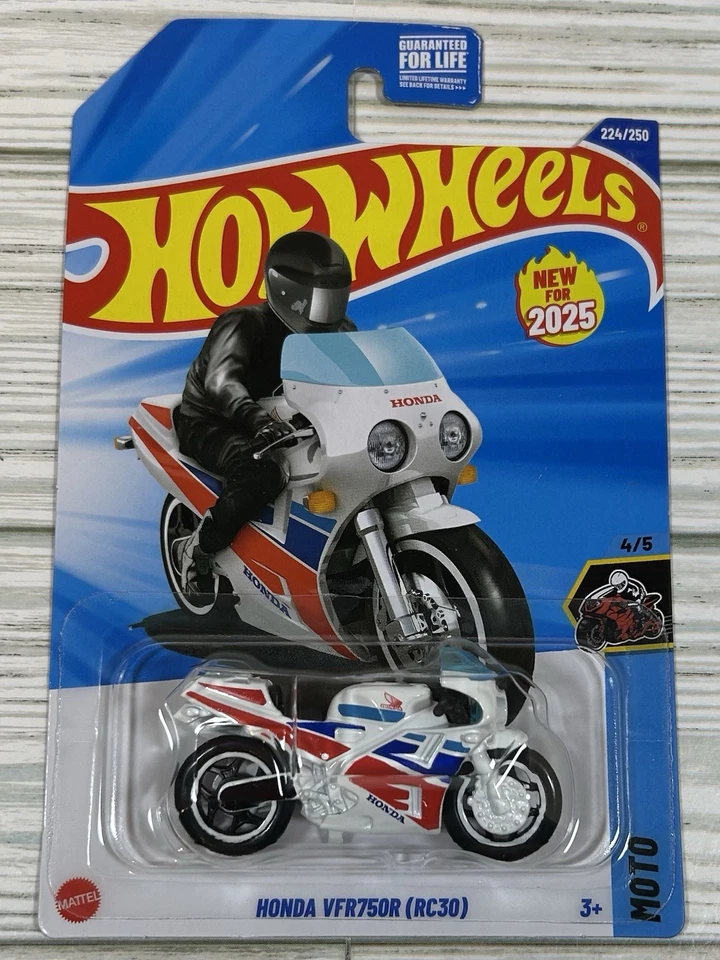 GUARANTEED
FOR LIFE
LIMITED LIFETIME WARRANTY
SEE BACK FOR DETAILS >>>
224/250
HOT WHEELS
®
NEW
FOR
2025
HONDA
HONDA
4/5
HONDA
MOTO
MATTEL
HONDA VFR750R (RC30)
3+